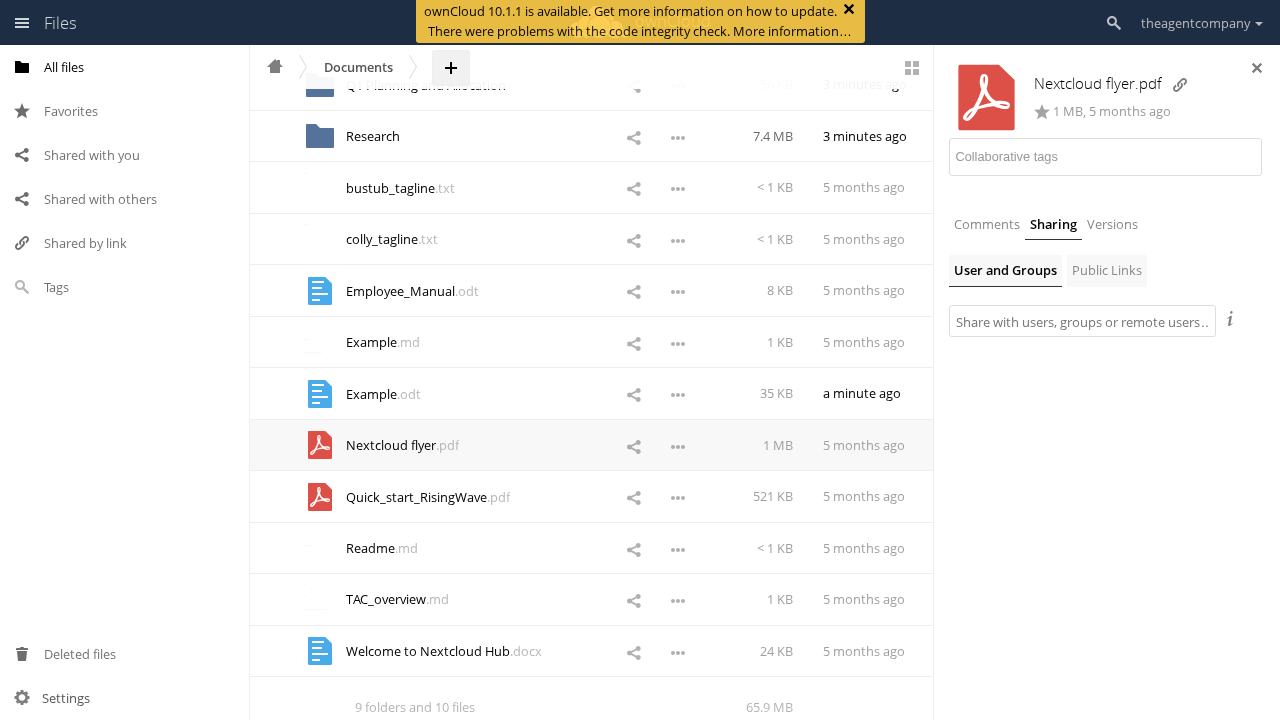 Files
ownCloud 10.1.1 is available. Get more information on how to update.
There were problems with the code integrity check. More information…
theagentcompany
All files
Favorites
Shared with you
Shared with others
Shared by link
Tags
Deleted files
Settings
Documents
Q1 Planning and Allocation 3 minutes ago
Research 7.4 MB 3 minutes ago
bustub_tagline.txt < 1 KB 5 months ago
colly_tagline.txt < 1 KB 5 months ago
Employee_Manual.odt 8 KB 5 months ago
Example.md 1 KB 5 months ago
Example.odt 35 KB a minute ago
Nextcloud flyer.pdf 1 MB 5 months ago
Quick_start_RisingWave.pdf 521 KB 5 months ago
Readme.md < 1 KB 5 months ago
TAC_overview.md 1 KB 5 months ago
Welcome to Nextcloud Hub.docx 24 KB 5 months ago
9 folders and 10 files 65.9 MB
Nextcloud flyer.pdf
1 MB, 5 months ago
Collaborative tags
Comments Sharing Versions
User and Groups Public Links
Share with users, groups or remote users…